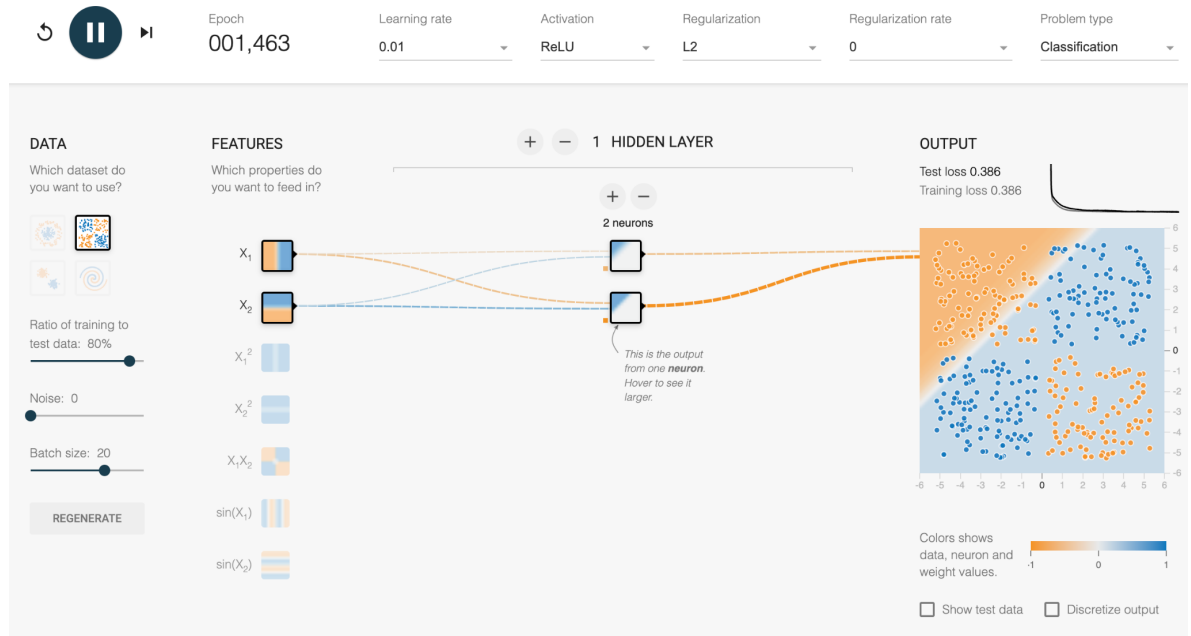 Epoch
001,463
Learning rate
0.01
Activation
ReLU
Regularization
L2
Regularization rate
0
Problem type
Classification
DATA
Which dataset do
you want to use?
Ratio of training to
test data: 80%
Noise: 0
Batch size: 20
REGENERATE
FEATURES
Which properties do
you want to feed in?
X₁
X₂
X₁²
X₂²
X₁X₂
sin(X₁)
sin(X₂)
+ − 1 HIDDEN LAYER
+ −
2 neurons
This is the output
from one neuron.
Hover to see it
larger.
OUTPUT
Test loss 0.386
Training loss 0.386
6
5
4
3
2
1
0
-1
-2
-3
-4
-5
-6
-6 -5 -4 -3 -2 -1 0 1 2 3 4 5 6
Colors shows
data, neuron and
weight values.
-1 0 1
Show test data
Discretize output